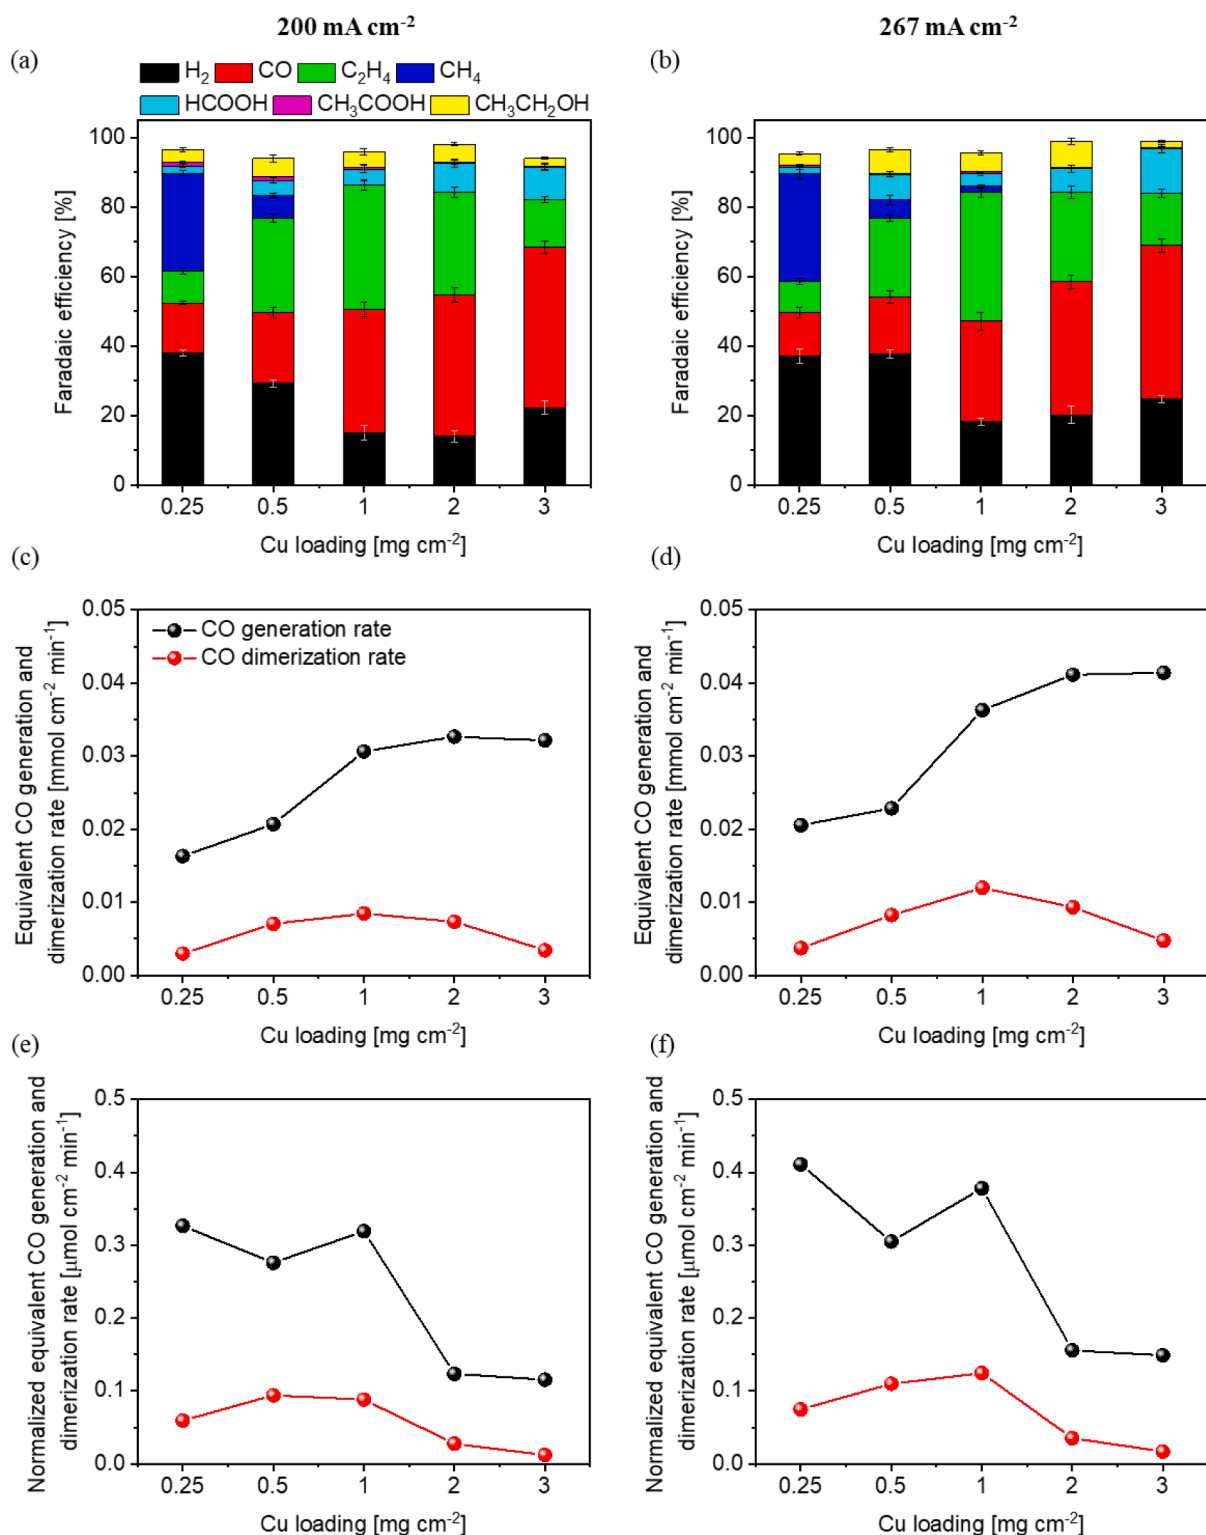 200 mA cm⁻²
267 mA cm⁻²
(a)
H₂ CO C₂H₄ CH₄
HCOOH CH₃COOH CH₃CH₂OH
Faradaic efficiency [%]
100
80
60
40
20
0
0.25 0.5 1 2 3
Cu loading [mg cm⁻²]
(b)
Faradaic efficiency [%]
100
80
60
40
20
0
0.25 0.5 1 2 3
Cu loading [mg cm⁻²]
(c)
Equivalent CO generation and
dimerization rate [mmol cm⁻² min⁻¹]
0.05
0.04
0.03
0.02
0.01
0.00
CO generation rate
CO dimerization rate
0.25 0.5 1 2 3
Cu loading [mg cm⁻²]
(d)
Equivalent CO generation and
dimerization rate [mmol cm⁻² min⁻¹]
0.05
0.04
0.03
0.02
0.01
0.00
0.25 0.5 1 2 3
Cu loading [mg cm⁻²]
(e)
Normalized equivalent CO generation and
dimerization rate [μmol cm⁻² min⁻¹]
0.5
0.4
0.3
0.2
0.1
0.0
0.25 0.5 1 2 3
Cu loading [mg cm⁻²]
(f)
Normalized equivalent CO generation and
dimerization rate [μmol cm⁻² min⁻¹]
0.5
0.4
0.3
0.2
0.1
0.0
0.25 0.5 1 2 3
Cu loading [mg cm⁻²]